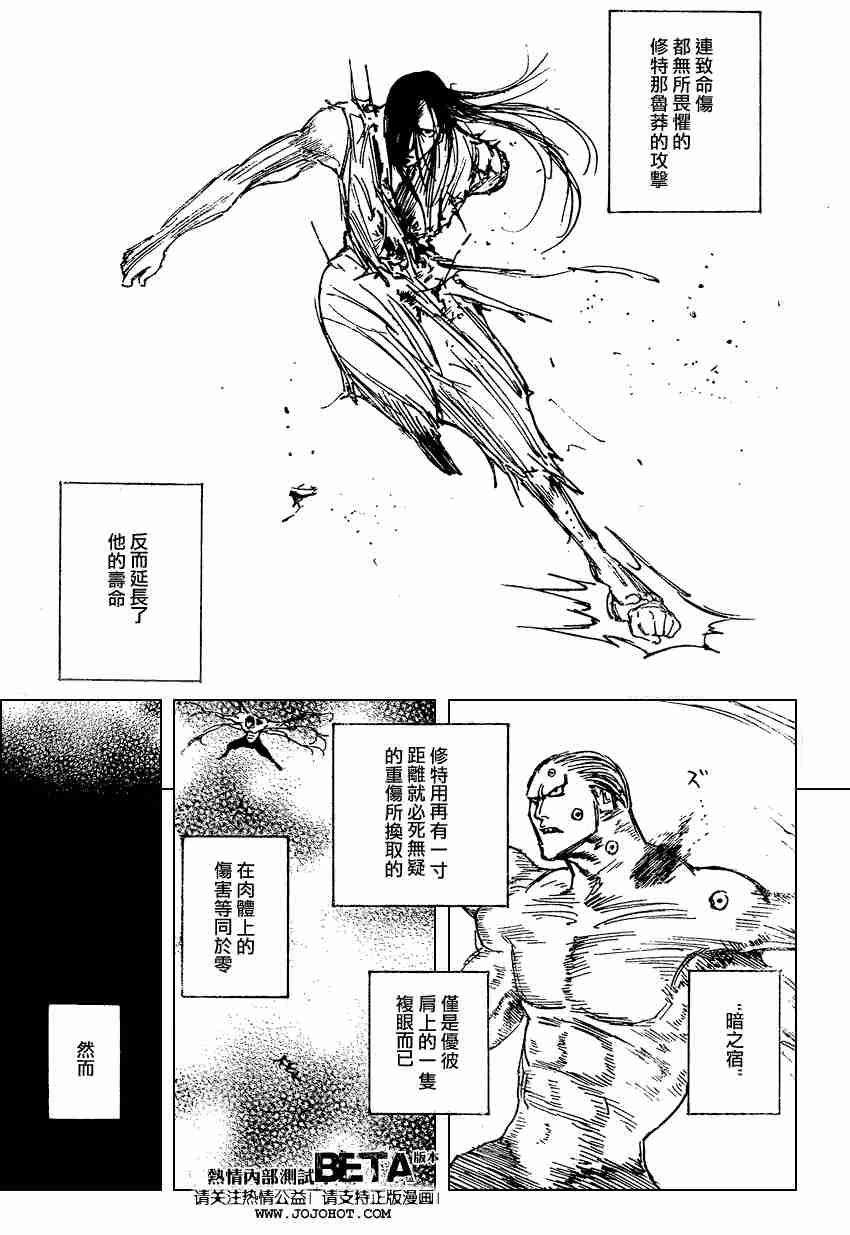 連致命傷
都無所畏懼的
修特那魯莽的攻擊
反而延長了
他的壽命
ズ
…暗之宿…
修特用再有一寸
距離就必死無疑
的重傷所換取的
僅是優彼
肩上的一隻
複眼而已
在肉體上的
傷害等同於零
然而
熱情內部測試BETA版本
请关注热情公益! 请支持正版漫画!
WWW.JOJOHOT.COM